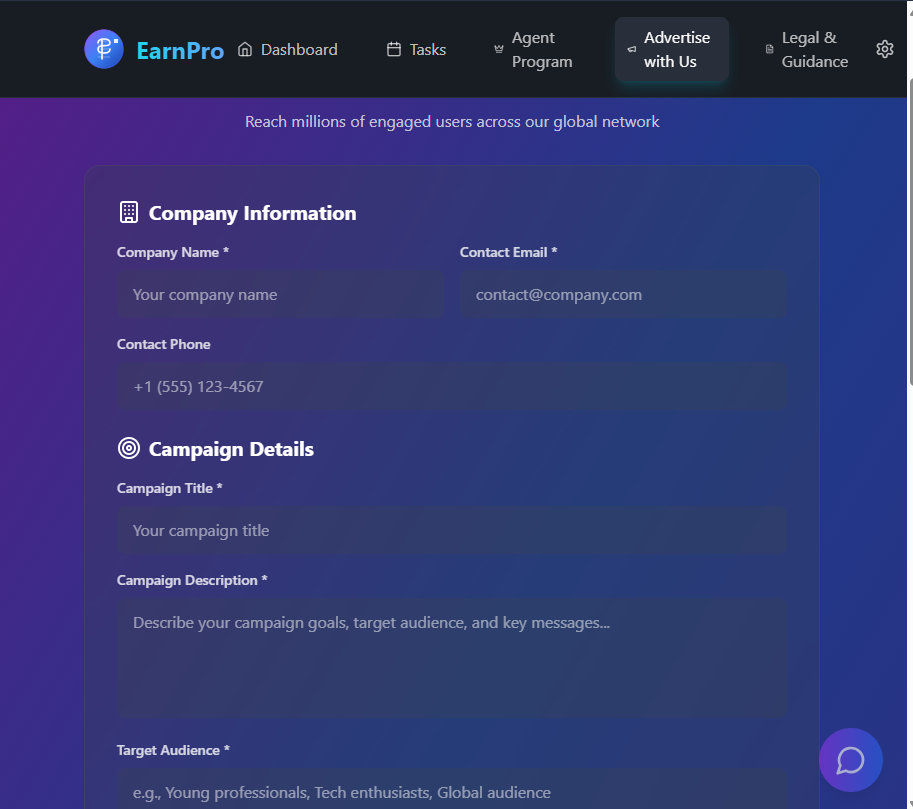 EarnPro
Dashboard
Tasks
Agent
Program
Advertise
with Us
Legal &
Guidance
Reach millions of engaged users across our global network
Company Information
Company Name *
Contact Email *
Your company name
contact@company.com
Contact Phone
+1 (555) 123-4567
Campaign Details
Campaign Title *
Your campaign title
Campaign Description *
Describe your campaign goals, target audience, and key messages...
Target Audience *
e.g., Young professionals, Tech enthusiasts, Global audience